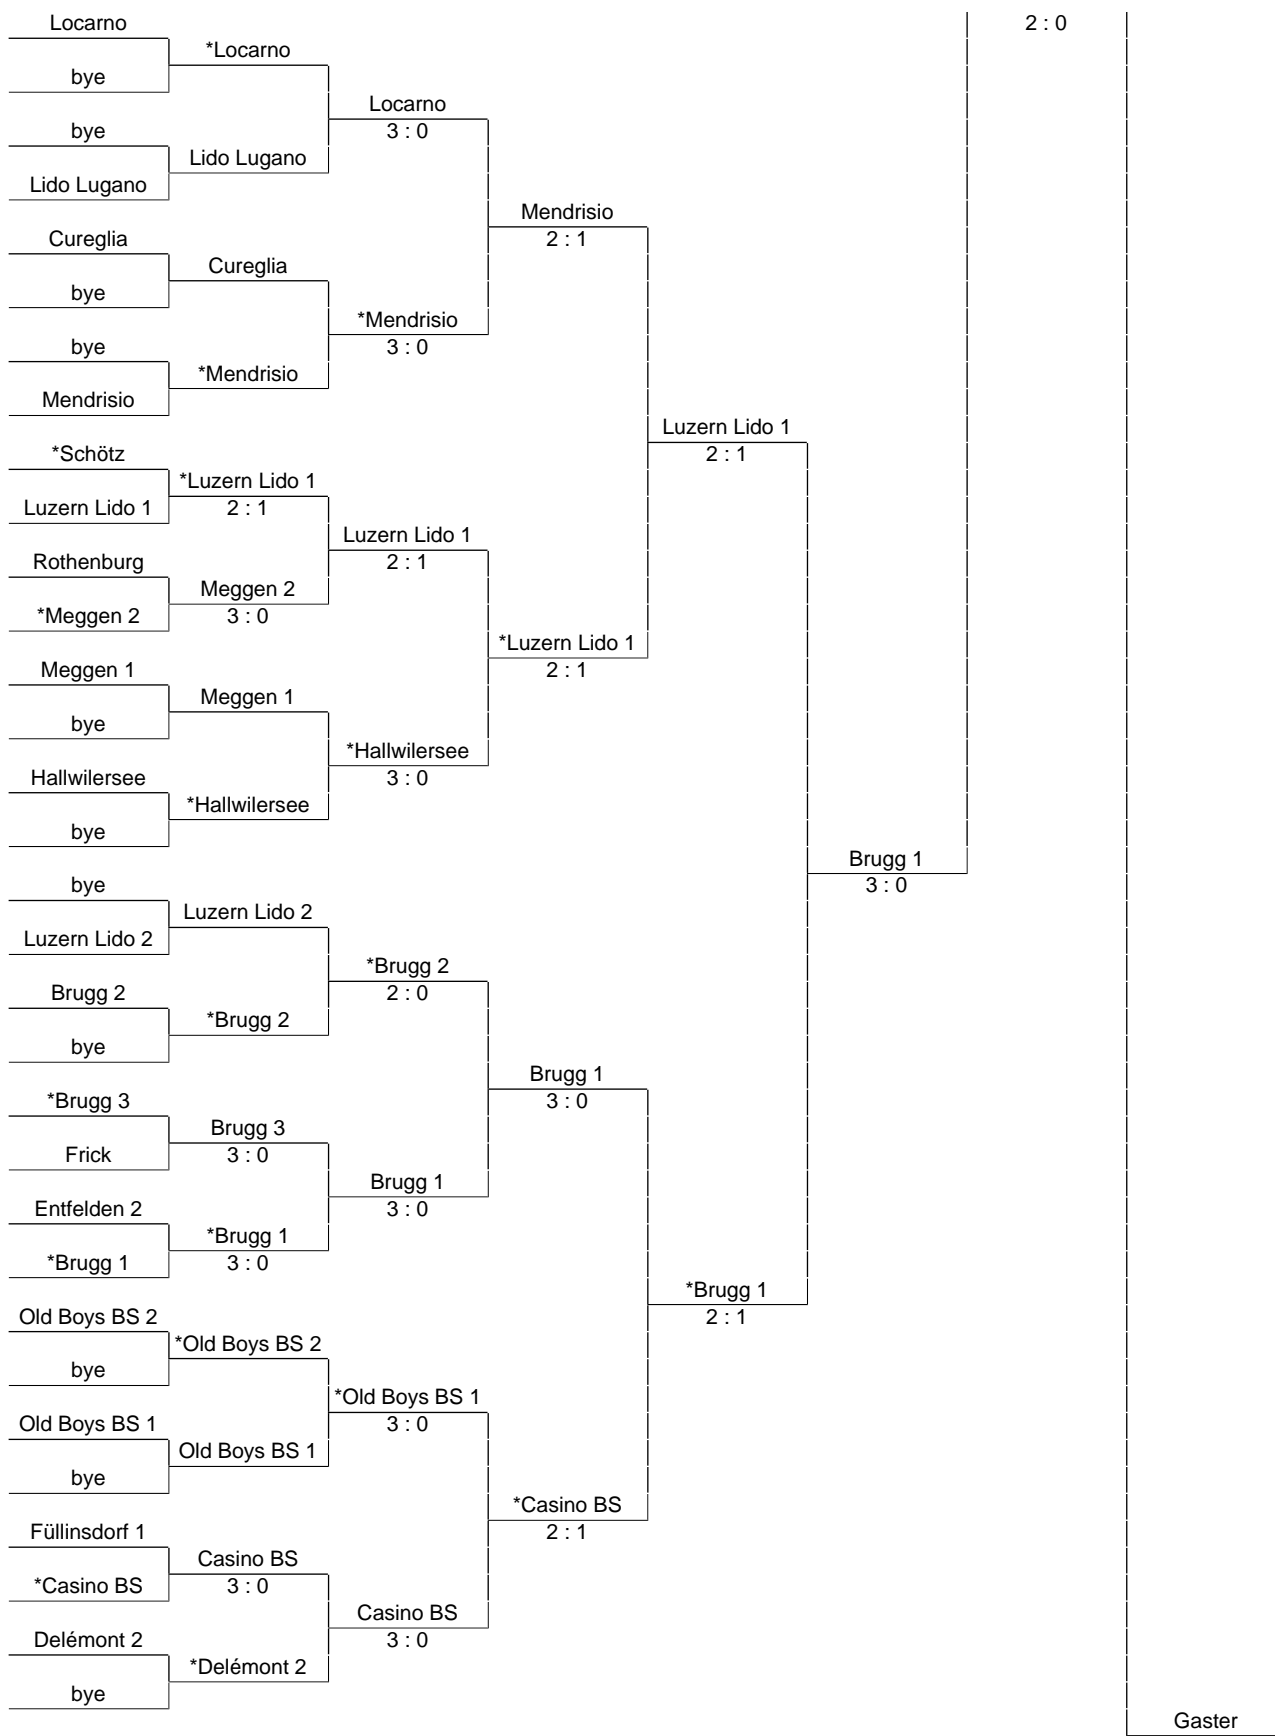 Locarno
2 : 0
*Locarno
bye
Locarno
3 : 0
bye
Lido Lugano
Lido Lugano
Mendrisio
2 : 1
Cureglia
Cureglia
bye
*Mendrisio
3 : 0
bye
*Mendrisio
Mendrisio
Luzern Lido 1
2 : 1
*Schötz
*Luzern Lido 1
2 : 1
Luzern Lido 1
Luzern Lido 1
2 : 1
Rothenburg
Meggen 2
3 : 0
*Meggen 2
*Luzern Lido 1
2 : 1
Meggen 1
Meggen 1
bye
*Hallwilersee
3 : 0
Hallwilersee
*Hallwilersee
bye
Brugg 1
3 : 0
bye
Luzern Lido 2
Luzern Lido 2
*Brugg 2
2 : 0
Brugg 2
*Brugg 2
bye
Brugg 1
3 : 0
*Brugg 3
Brugg 3
3 : 0
Frick
Brugg 1
3 : 0
Entfelden 2
*Brugg 1
3 : 0
*Brugg 1
*Brugg 1
2 : 1
Old Boys BS 2
*Old Boys BS 2
bye
*Old Boys BS 1
3 : 0
Old Boys BS 1
Old Boys BS 1
bye
*Casino BS
2 : 1
Füllinsdorf 1
Casino BS
3 : 0
*Casino BS
Casino BS
3 : 0
Delémont 2
*Delémont 2
bye
Gaster